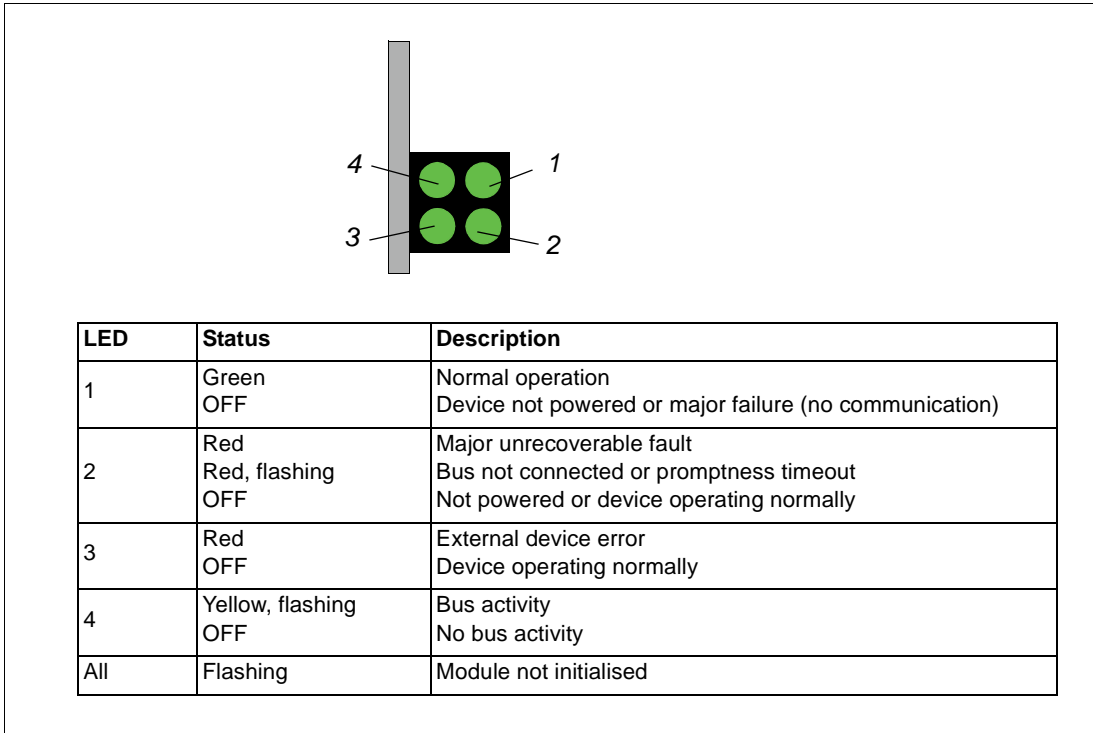 4 1
3 2
LED Status Description
1 Green Normal operation
OFF Device not powered or major failure (no communication)
2 Red Major unrecoverable fault
Red, flashing Bus not connected or promptness timeout
OFF Not powered or device operating normally
3 Red External device error
OFF Device operating normally
4 Yellow, flashing Bus activity
OFF No bus activity
All Flashing Module not initialised